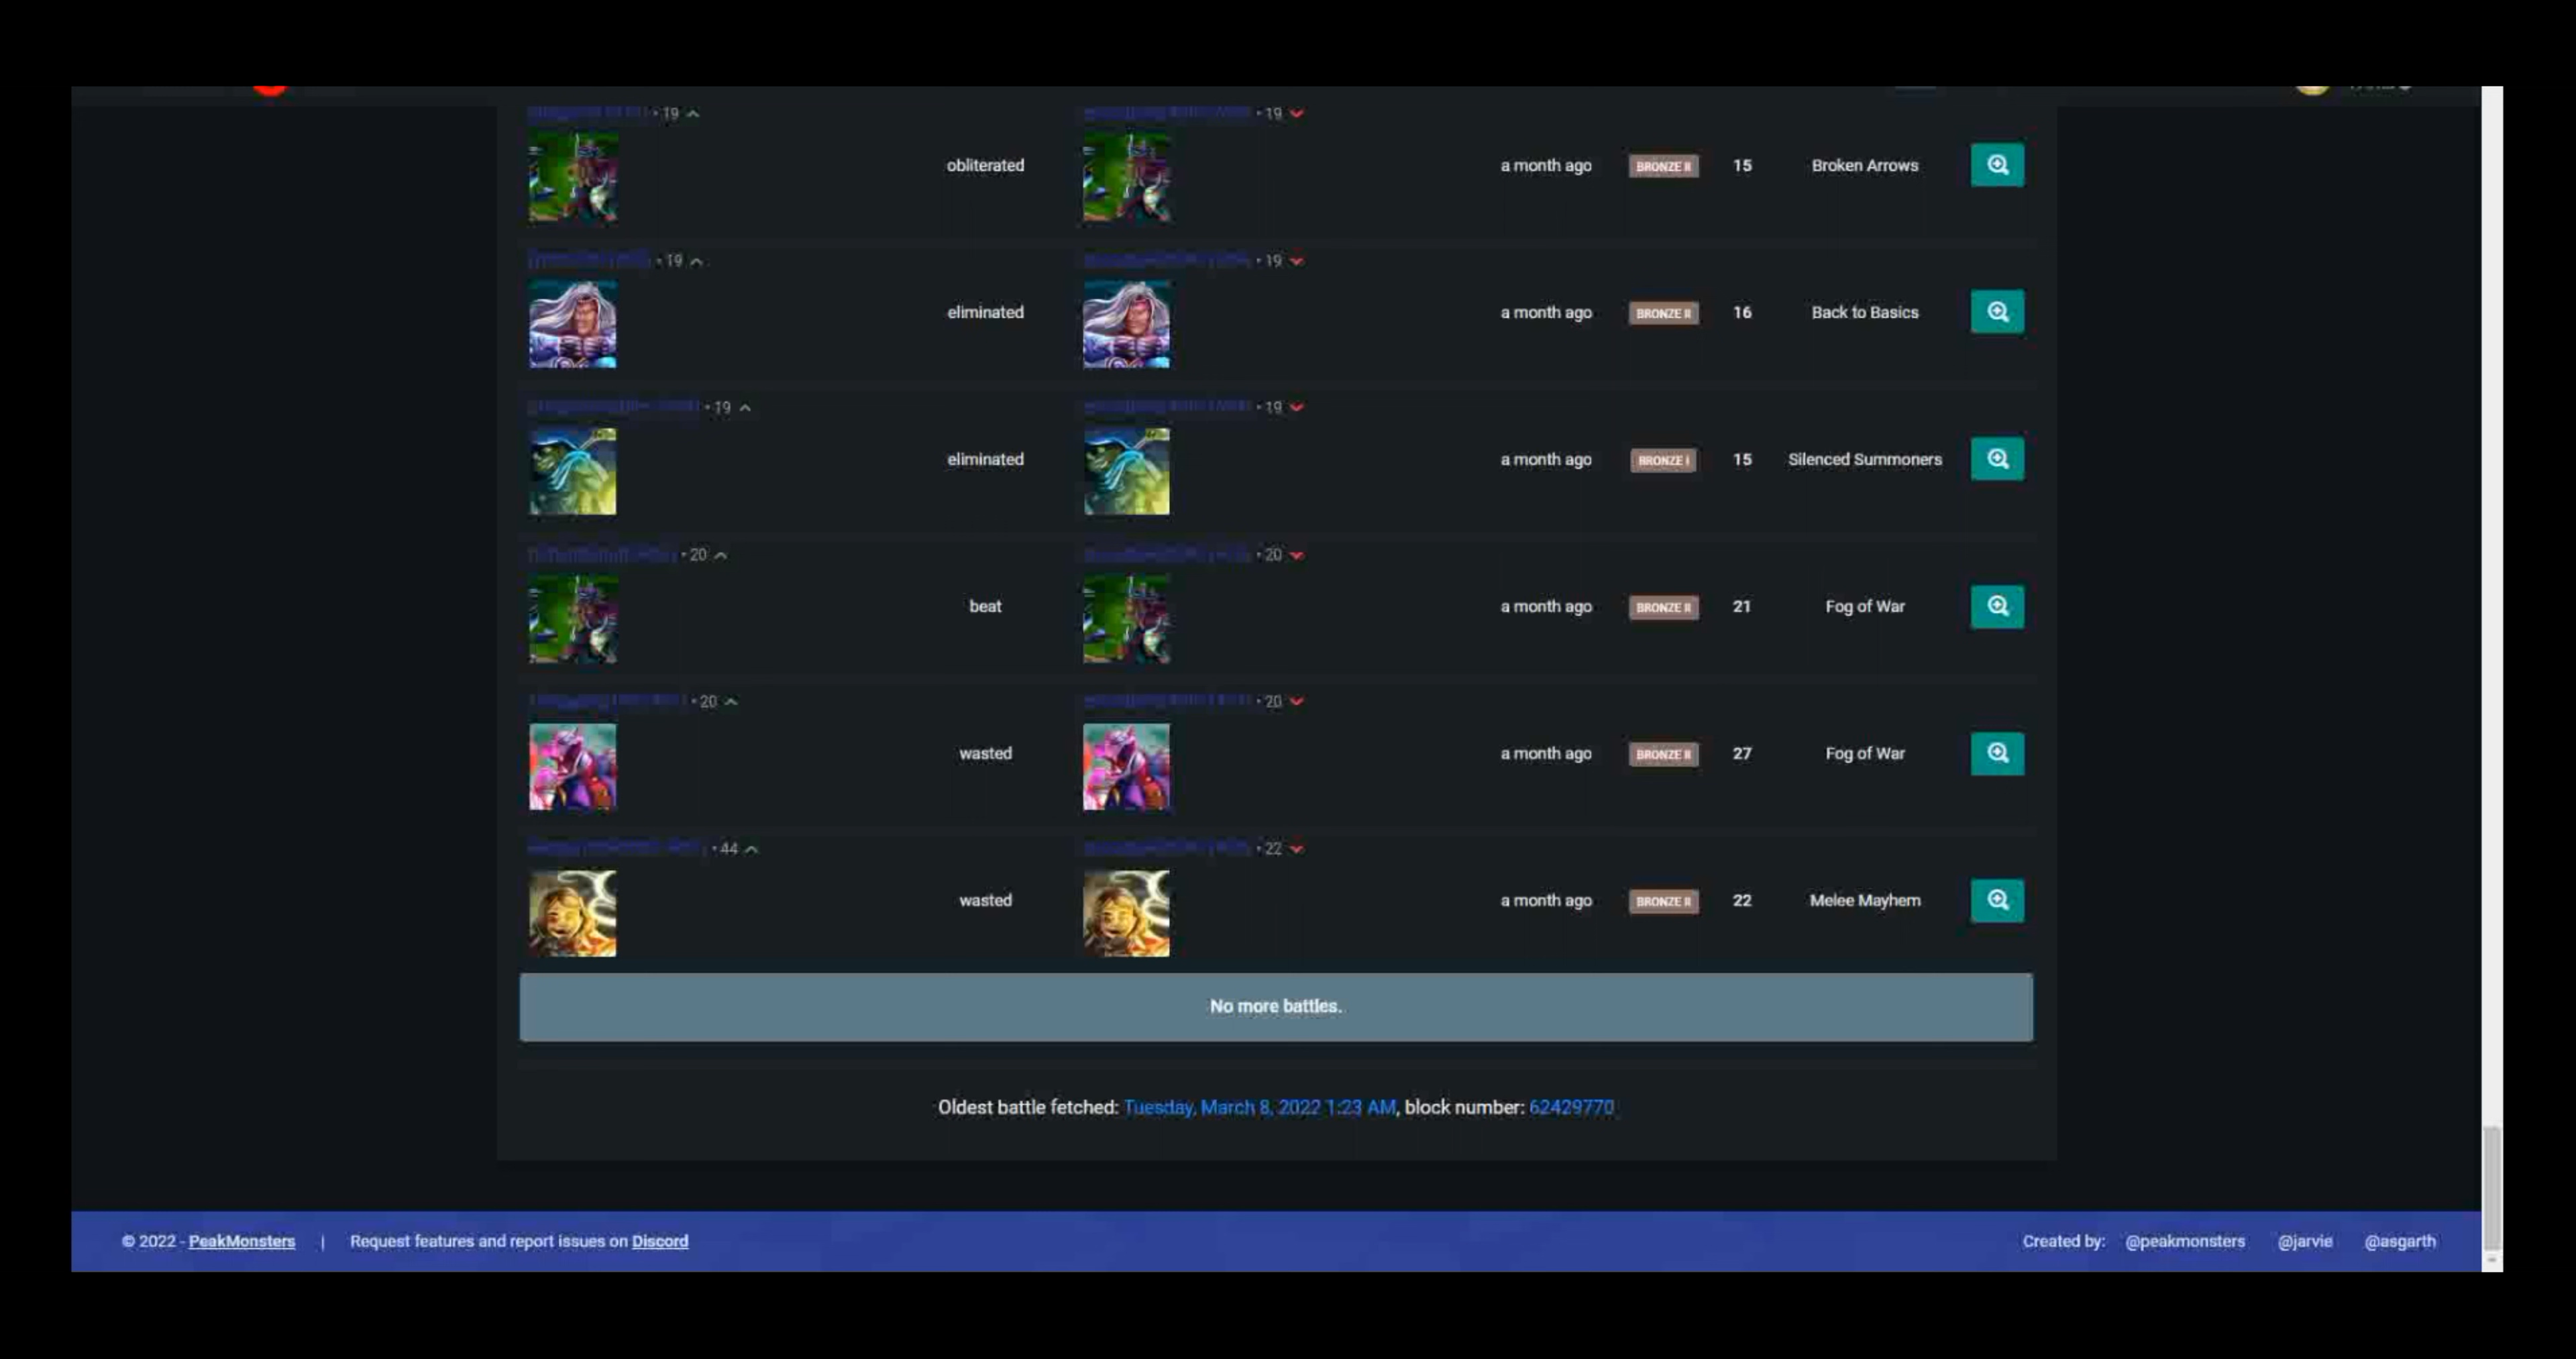 • 19 • 19
obliterated a month ago BRONZE II 15 Broken Arrows
• 19 • 19
eliminated a month ago BRONZE II 16 Back to Basics
• 19 • 19
eliminated a month ago BRONZE I 15 Silenced Summoners
• 20 • 20
beat a month ago BRONZE II 21 Fog of War
• 20 • 20
wasted a month ago BRONZE II 27 Fog of War
• 44 • 22
wasted a month ago BRONZE II 22 Melee Mayhem
No more battles.
Oldest battle fetched: Tuesday, March 8, 2022 1:23 AM, block number: 62429770
© 2022 - PeakMonsters | Request features and report issues on Discord Created by: @peakmonsters @jarvie @asgarth